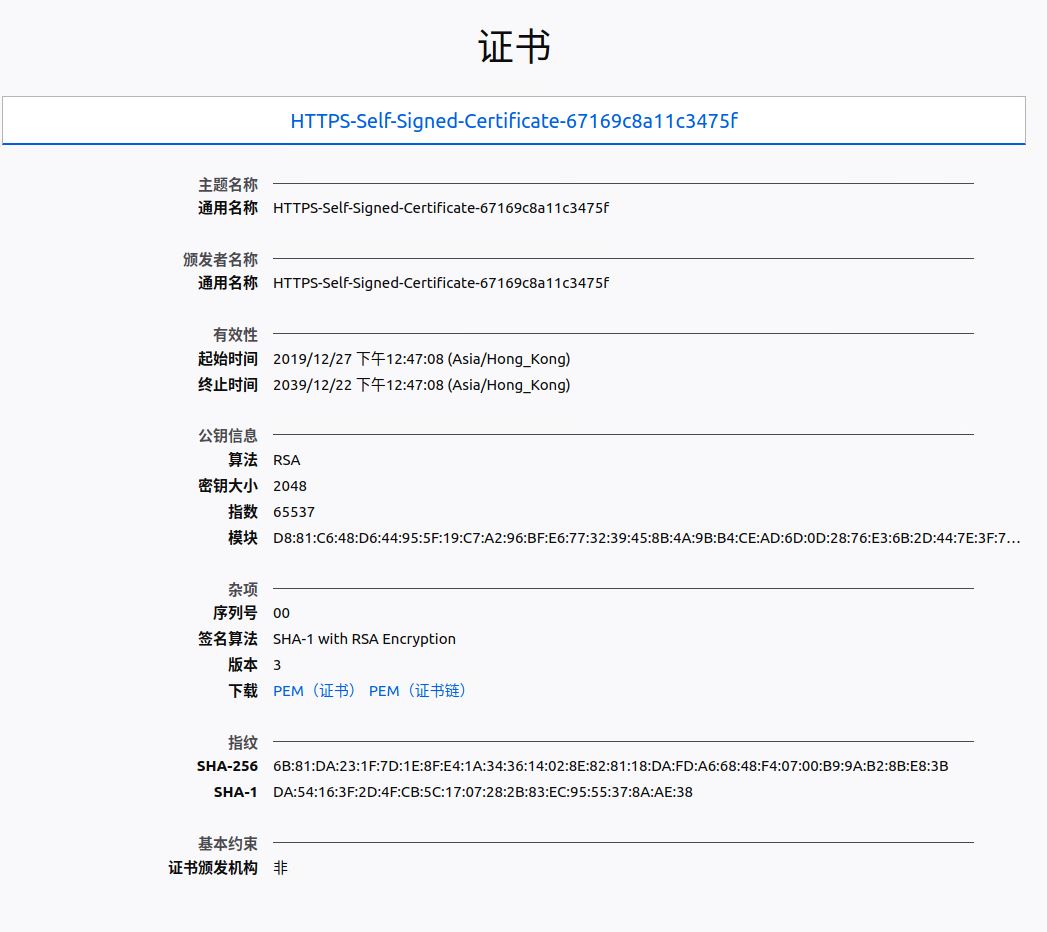 证书
HTTPS-Self-Signed-Certificate-67169c8a11c3475f
主题名称
通用名称 HTTPS-Self-Signed-Certificate-67169c8a11c3475f
颁发者名称
通用名称 HTTPS-Self-Signed-Certificate-67169c8a11c3475f
有效性
起始时间 2019/12/27 下午12:47:08 (Asia/Hong_Kong)
终止时间 2039/12/22 下午12:47:08 (Asia/Hong_Kong)
公钥信息
算法 RSA
密钥大小 2048
指数 65537
模块 D8:81:C6:48:D6:44:95:5F:19:C7:A2:96:BF:E6:77:32:39:45:8B:4A:9B:B4:CE:AD:6D:0D:28:76:E3:6B:2D:44:7E:3F:7…
杂项
序列号 00
签名算法 SHA-1 with RSA Encryption
版本 3
下载 PEM（证书） PEM（证书链）
指纹
SHA-256 6B:81:DA:23:1F:7D:1E:8F:E4:1A:34:36:14:02:8E:82:81:18:DA:FD:A6:68:48:F4:07:00:B9:9A:B2:8B:E8:3B
SHA-1 DA:54:16:3F:2D:4F:CB:5C:17:07:28:2B:83:EC:95:55:37:8A:AE:38
基本约束
证书颁发机构 非